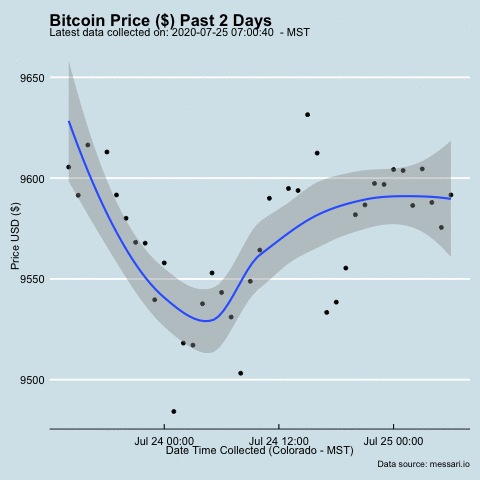 Bitcoin Price ($) Past 2 Days
Latest data collected on: 2020-07-25 07:00:40 - MST
Price USD ($)
9650
9600
9550
9500
Jul 24 00:00 Jul 24 12:00 Jul 25 00:00
Date Time Collected (Colorado - MST)
Data source: messari.io